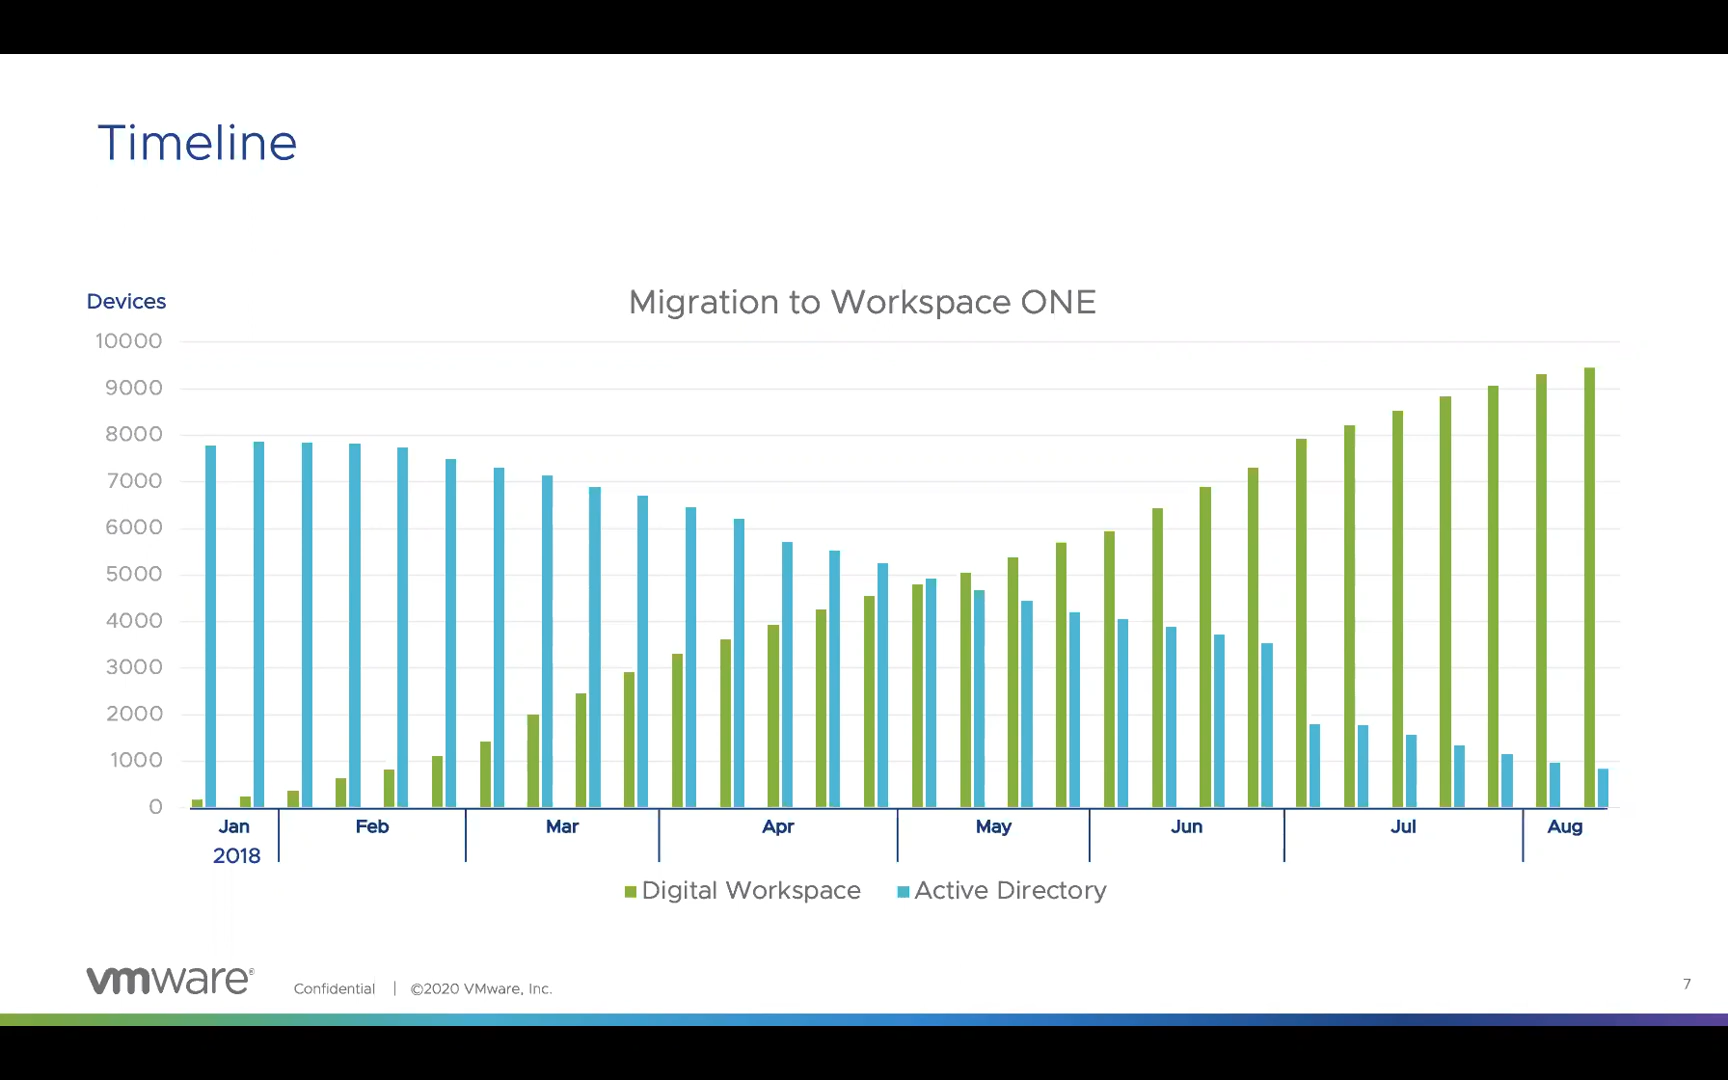 Timeline
Devices
Migration to Workspace ONE
10000
9000
8000
7000
6000
5000
4000
3000
2000
1000
0
Jan Feb Mar Apr May Jun Jul Aug
2018
Digital Workspace Active Directory
vmware®
Confidential | ©2020 VMware, Inc.
7